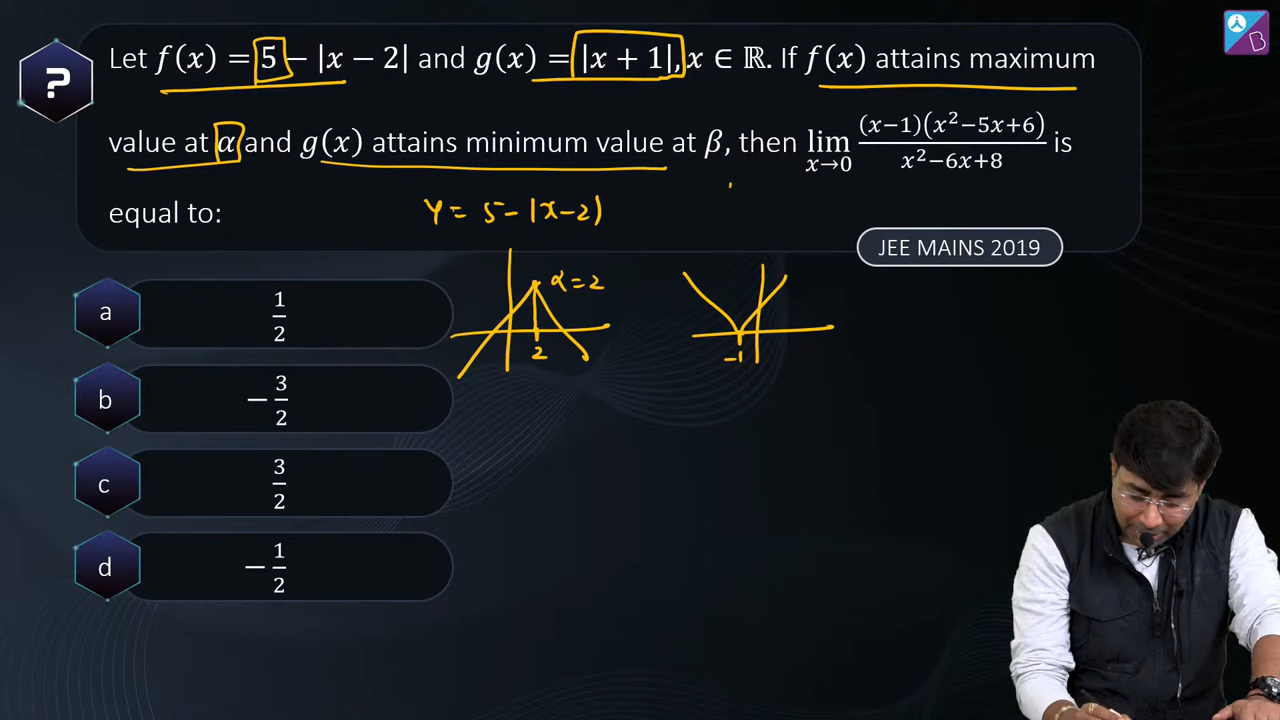 ?
Let f(x) = 5 − |x − 2| and g(x) = |x + 1|, x ∈ ℝ. If f(x) attains maximum
value at α and g(x) attains minimum value at β, then lim_{x→0} \frac{(x−1)(x²−5x+6)}{x²−6x+8} is
equal to:
Y = 5 − |x − 2|
JEE MAINS 2019
a 1/2
b −3/2
c 3/2
d −1/2
α = 2
2
−1
B